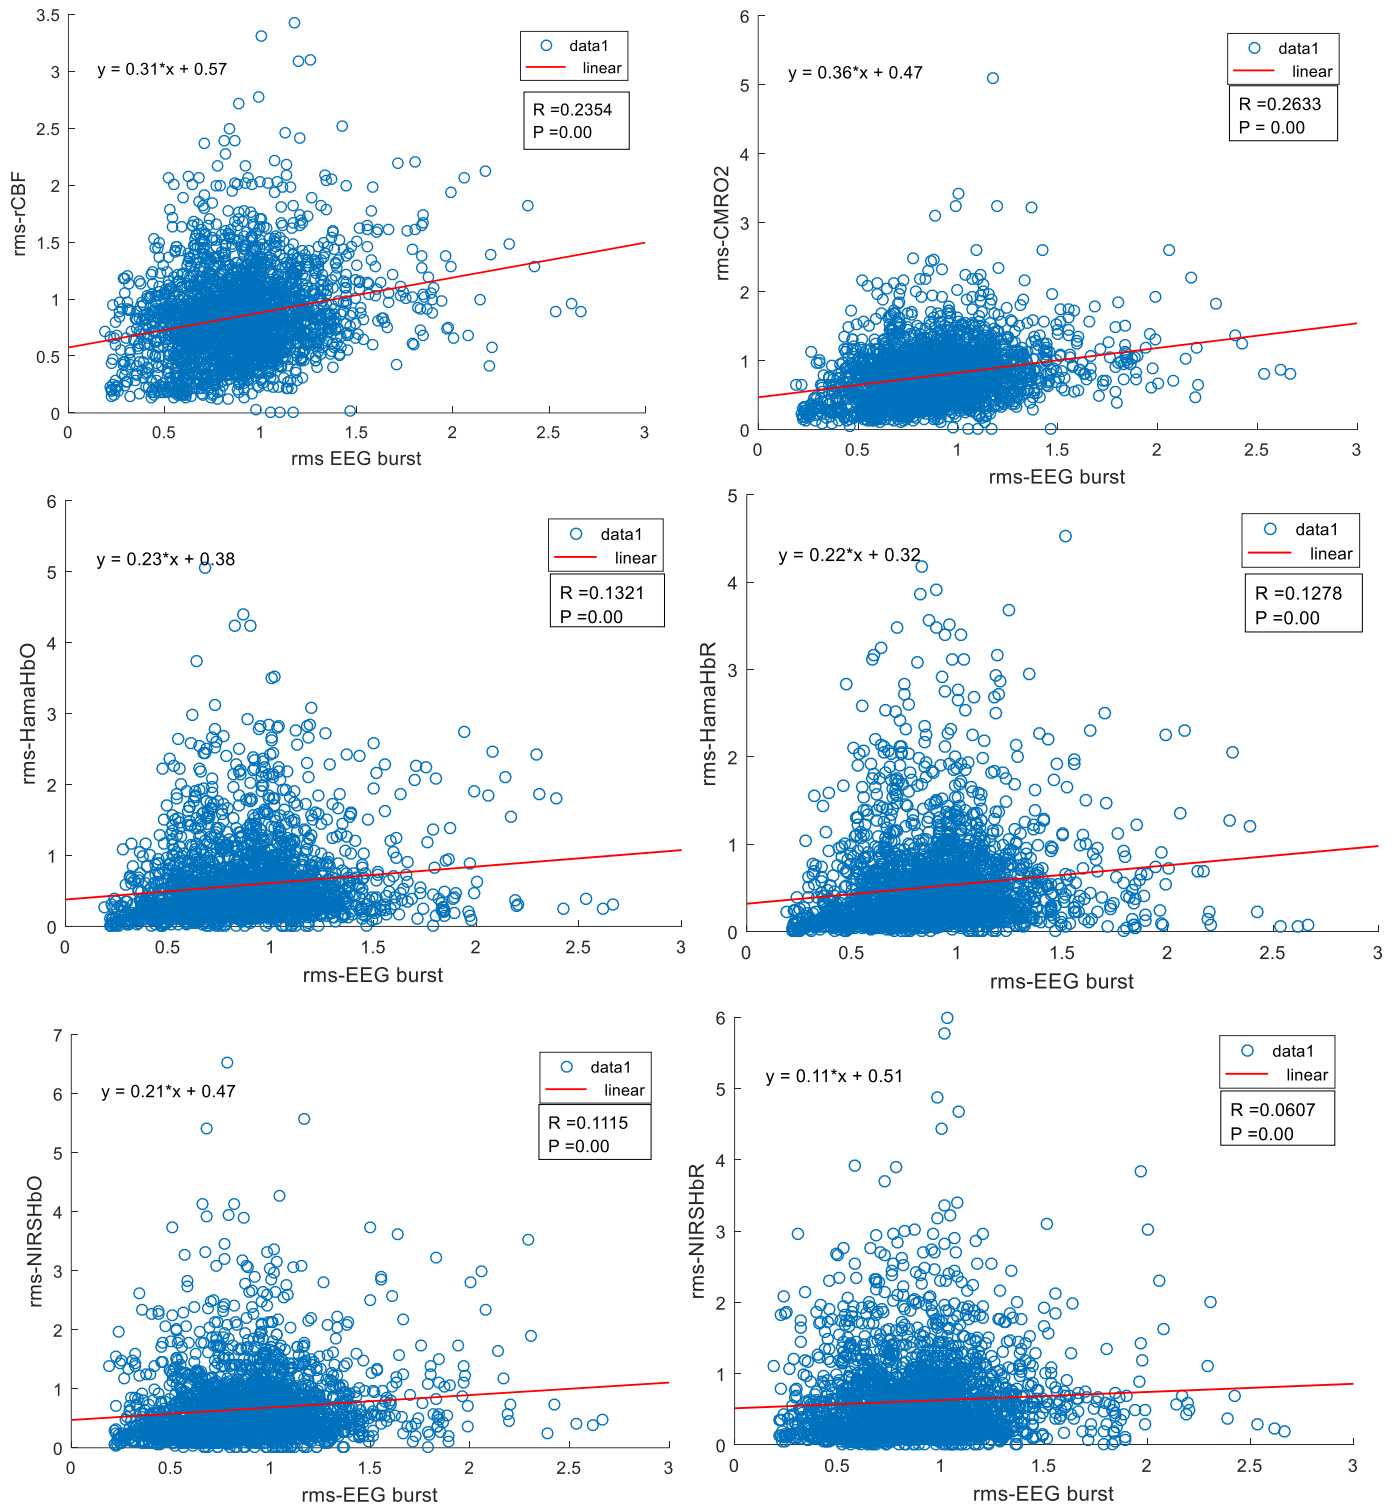 3.5
3
2.5
2
1.5
1
0.5
0
0
0.5
1
1.5
2
2.5
3
rms-rCBF
rms EEG burst
y = 0.31*x + 0.57
data1
linear
R =0.2354
P =0.00
6
5
4
3
2
1
0
0
0.5
1
1.5
2
2.5
3
rms-CMRO2
rms-EEG burst
y = 0.36*x + 0.47
data1
linear
R =0.2633
P = 0.00
6
5
4
3
2
1
0
0
0.5
1
1.5
2
2.5
3
rms-HamaHbO
rms-EEG burst
y = 0.23*x + 0.38
data1
linear
R =0.1321
P =0.00
5
4
3
2
1
0
0
0.5
1
1.5
2
2.5
3
rms-HamaHbR
rms-EEG burst
y = 0.22*x + 0.32
data1
linear
R =0.1278
P =0.00
7
6
5
4
3
2
1
0
0
0.5
1
1.5
2
2.5
3
rms-NIRSHbO
rms-EEG burst
y = 0.21*x + 0.47
data1
linear
R =0.1115
P =0.00
6
5
4
3
2
1
0
0
0.5
1
1.5
2
2.5
3
rms-NIRSHbR
rms-EEG burst
y = 0.11*x + 0.51
data1
linear
R =0.0607
P =0.00